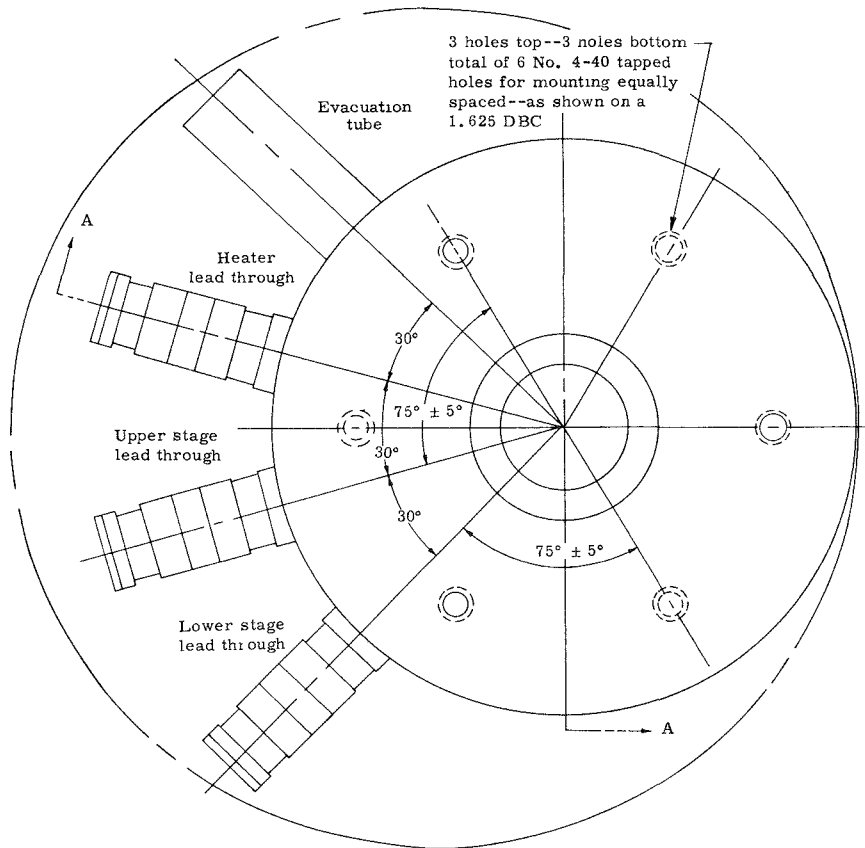 3 holes top--3 noles bottom
total of 6 No. 4-40 tapped
holes for mounting equally
spaced--as shown on a
1.625 DBC
Evacuation
tube
A
Heater
lead through
30°
75° ± 5°
Upper stage
lead through
30°
30°
75° ± 5°
Lower stage
lead through
A